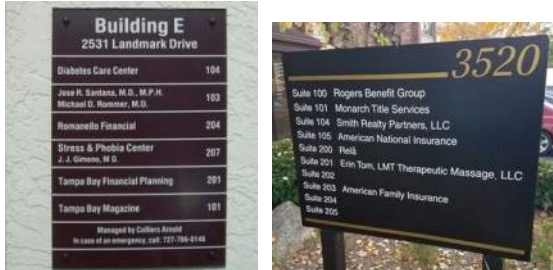 Building E
2531 Landmark Drive
Diabetes Care Center 104
Jose R. Santana, M.D., M.P.H.
Michael D. Rommer, M.D. 103
Romanello Financial 204
Stress & Phobia Center
J. J. Gimeno, M D. 207
Tampa Bay Financial Planning 201
Tampa Bay Magazine 101
Managed by Colliers Arnold
In case of an emergency, call: 727-796-0146
3520
Suite 100 Rogers Benefit Group
Suite 101 Monarch Title Services
Suite 104 Smith Realty Partners, LLC
Suite 105 American National Insurance
Suite 200 Relā
Suite 201 Erin Tom, LMT Therapeutic Massage, LLC
Suite 202
Suite 203 American Family Insurance
Suite 204
Suite 205